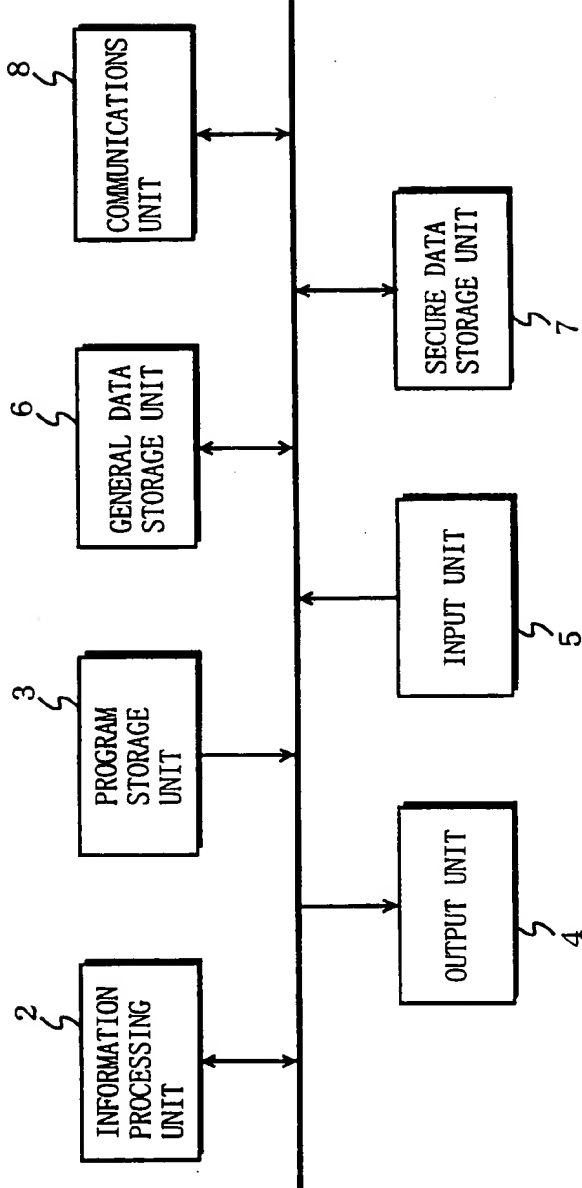 2
INFORMATION
PROCESSING
UNIT
3
PROGRAM
STORAGE
UNIT
6
GENERAL DATA
STORAGE UNIT
8
COMMUNICATIONS
UNIT
OUTPUT UNIT
4
INPUT UNIT
5
SECURE DATA
STORAGE UNIT
7